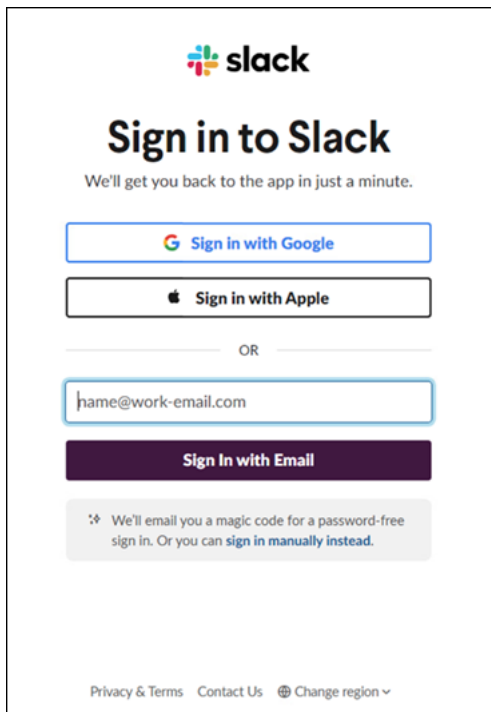 slack
Sign in to Slack
We'll get you back to the app in just a minute.
Sign in with Google
Sign in with Apple
OR
name@work-email.com
Sign In with Email
We'll email you a magic code for a password-free
sign in. Or you can sign in manually instead.
Privacy & Terms Contact Us Change region